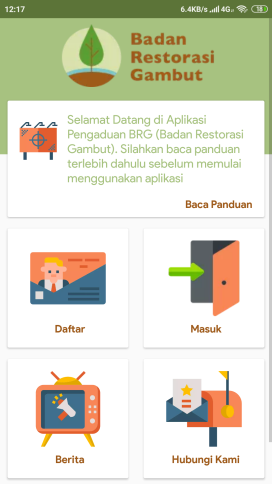 12:17 6.4KB/s 4G 58
Badan
Restorasi
Gambut
Selamat Datang di Aplikasi
Pengaduan BRG (Badan Restorasi
Gambut). Silahkan baca panduan
terlebih dahulu sebelum memulai
menggunakan aplikasi
Baca Panduan
Daftar
Masuk
Berita
Hubungi Kami